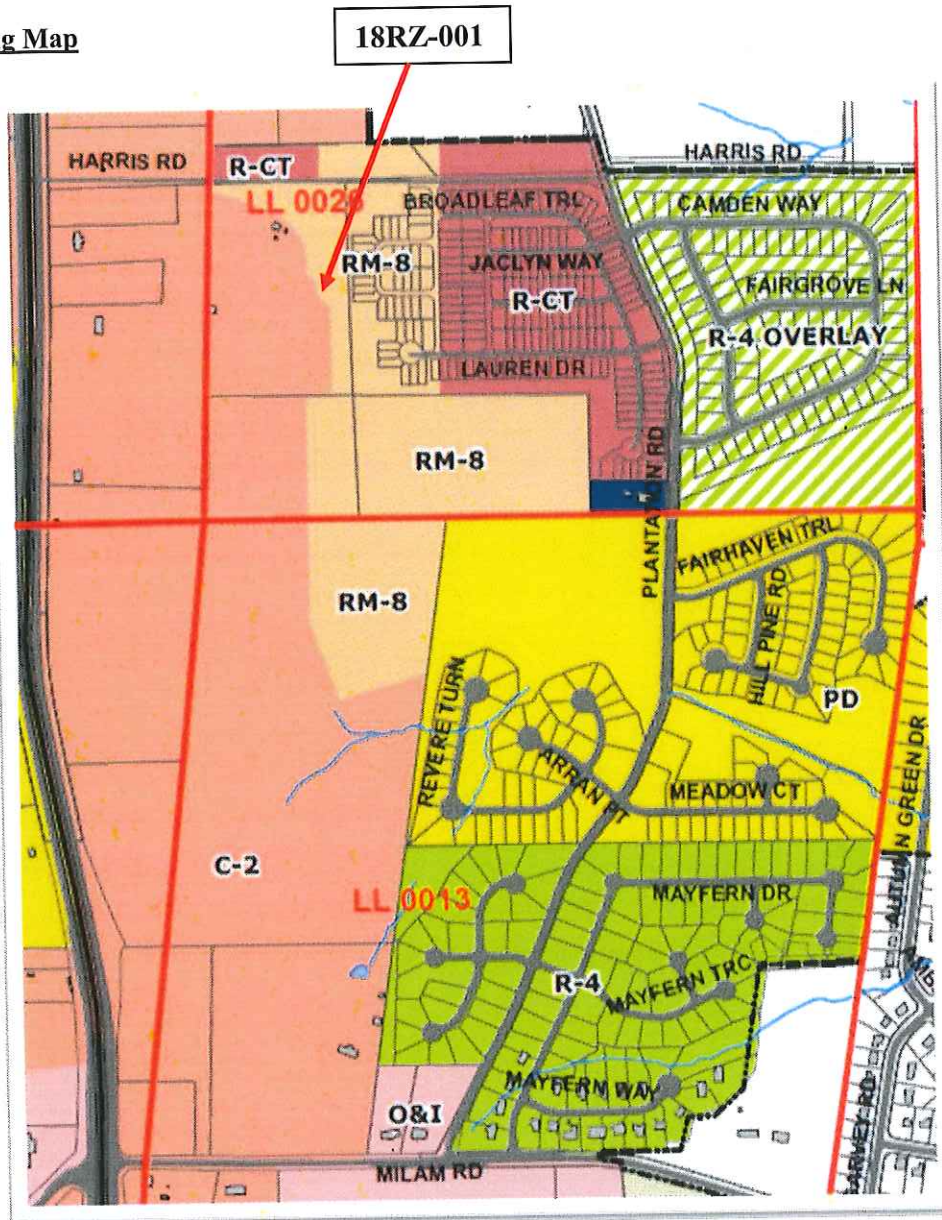 g Map
18RZ-001
HARRIS RD
HARRIS RD
R-CT
LL 0026
BROADLEAF TRL
CAMDEN WAY
RM-8
JACLYN WAY
FAIRGROVE LN
R-CT
R-4 OVERLAY
LAUREN DR
RM-8
PLANTATION RD
FAIRHAVEN TRL
RM-8
HILL PINE RD
PD
REVERE TURN
ARRAN PT
MEADOW CT
AUTUMN GREEN DR
C-2
LL 0013
MAYFERN DR
R-4
MAYFERN TRC
MAYFERN WAY
O&I
MILAM RD